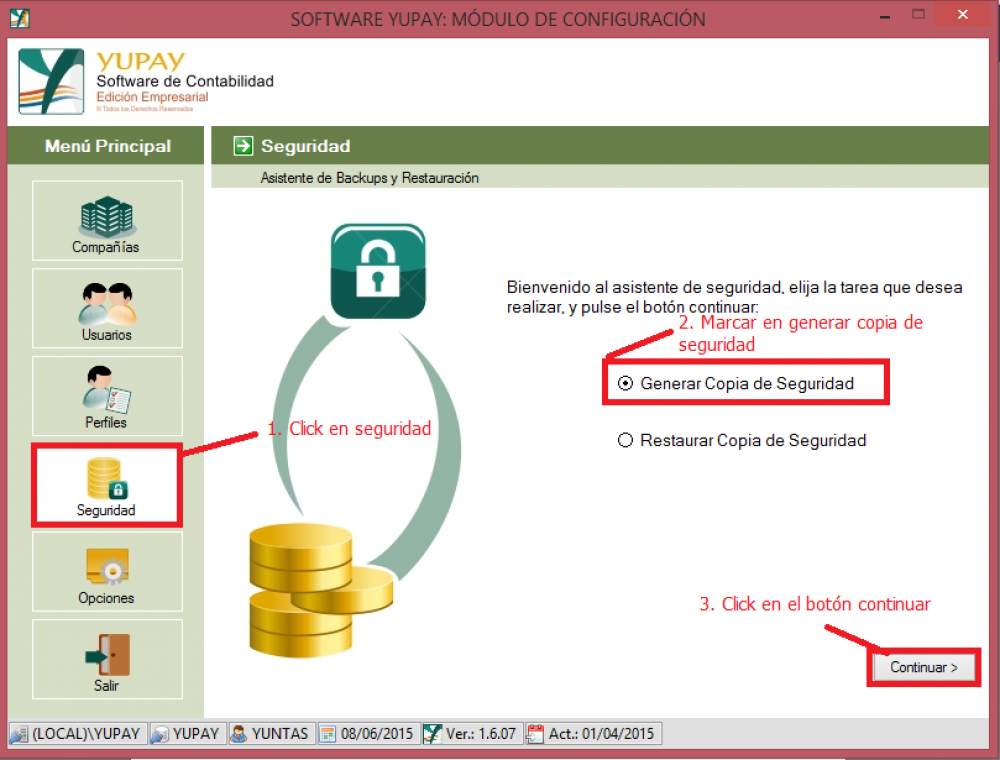 SOFTWARE YUPAY: MÓDULO DE CONFIGURACIÓN
YUPAY
Software de Contabilidad
Edición Empresarial
© Todos los Derechos Reservados
Menú Principal
Seguridad
Asistente de Backups y Restauración
Compañías
Usuarios
Perfiles
Seguridad
Opciones
Salir
Bienvenido al asistente de seguridad, elija la tarea que desea
realizar, y pulse el botón continuar:
2. Marcar en generar copia de
seguridad
Generar Copia de Seguridad
1. Click en seguridad
Restaurar Copia de Seguridad
3. Click en el botón continuar
Continuar >
(LOCAL)\YUPAY
YUPAY
YUNTAS
08/06/2015
Ver.: 1.6.07
Act.: 01/04/2015